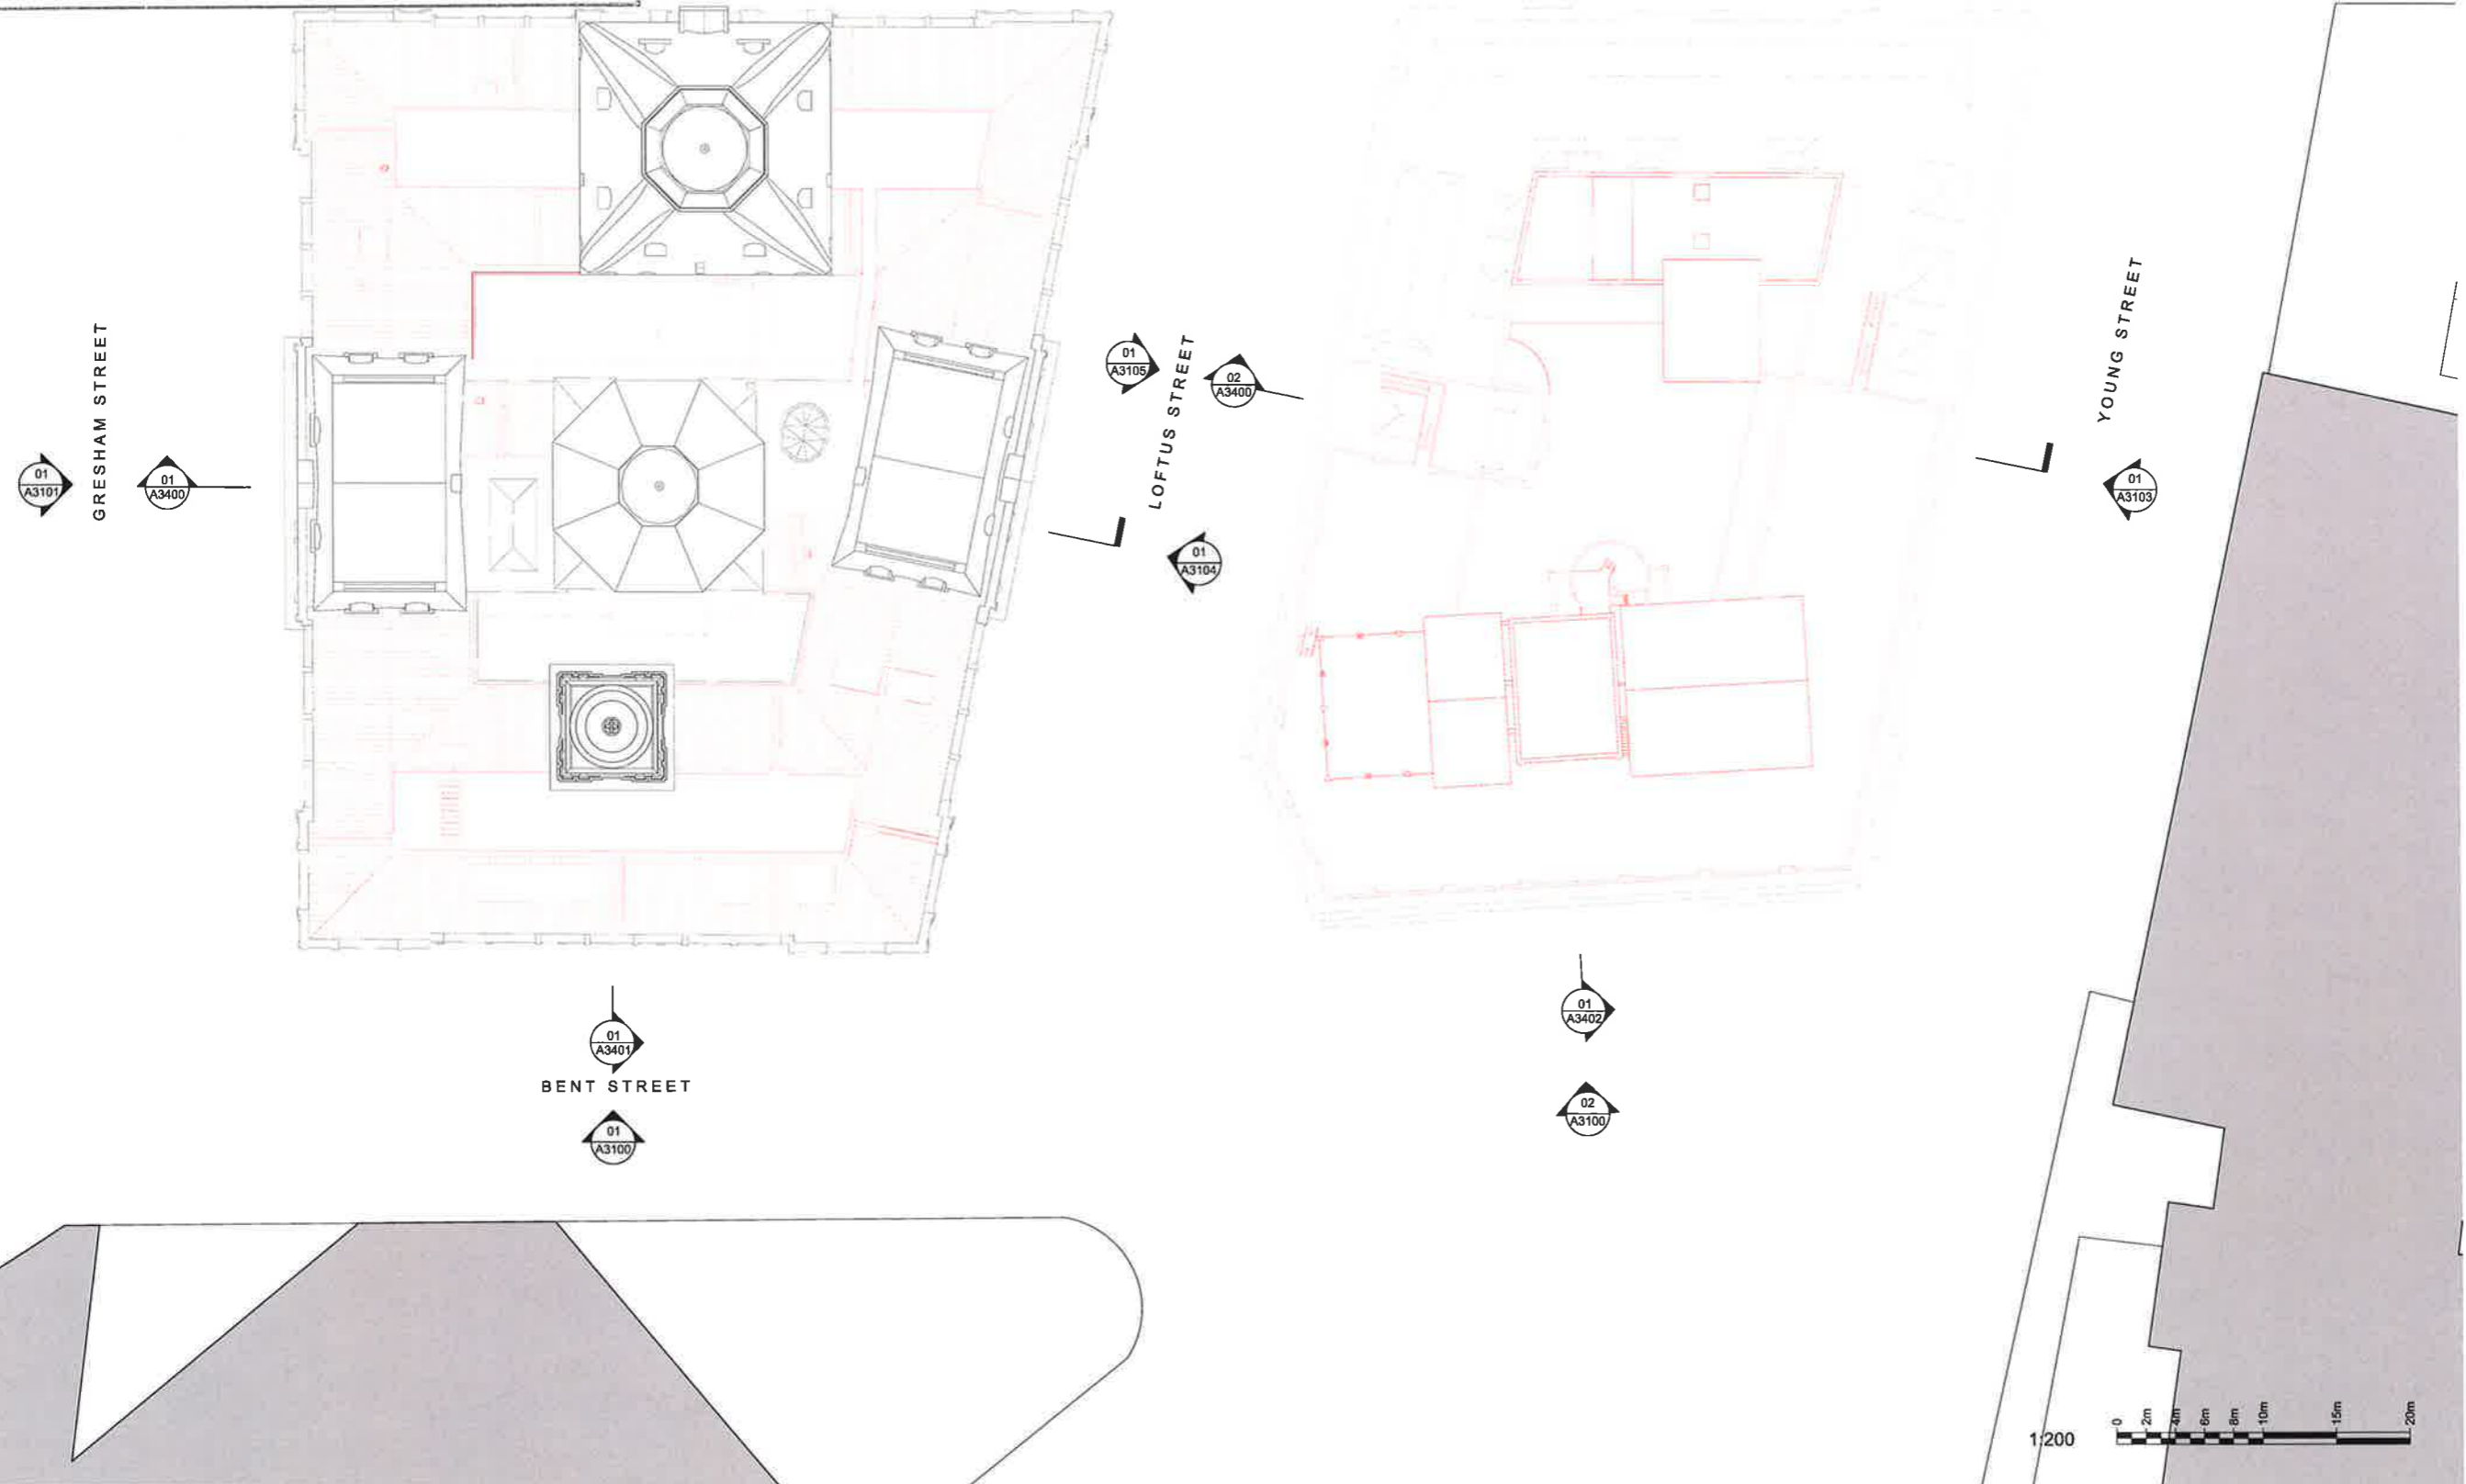 GRESHAM STREET
01
A3101
01
A3400
01
A3105
LOFTUS STREET
02
A3400
01
A3104
YOUNG STREET
01
A3103
01
A3401
BENT STREET
01
A3100
01
A3402
02
A3100
1:200
0 2m 4m 6m 8m 10m 15m 20m